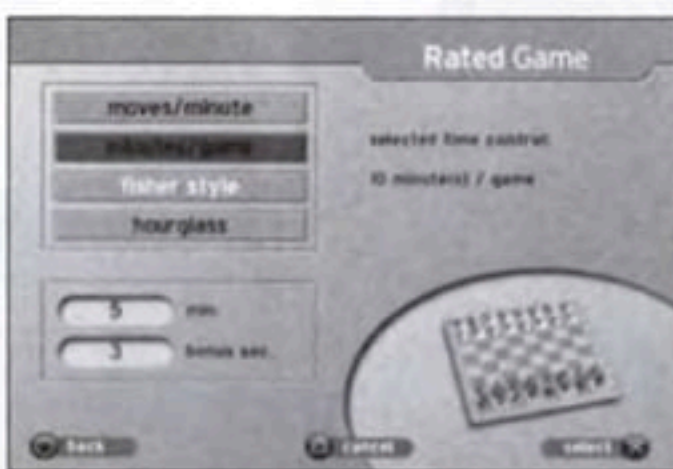 Rated Game
moves/minute
minutes/game
fisher style
hourglass
selected time control:
10 minute(s) / game
5 min.
3 bonus sec.
back
cancel
select